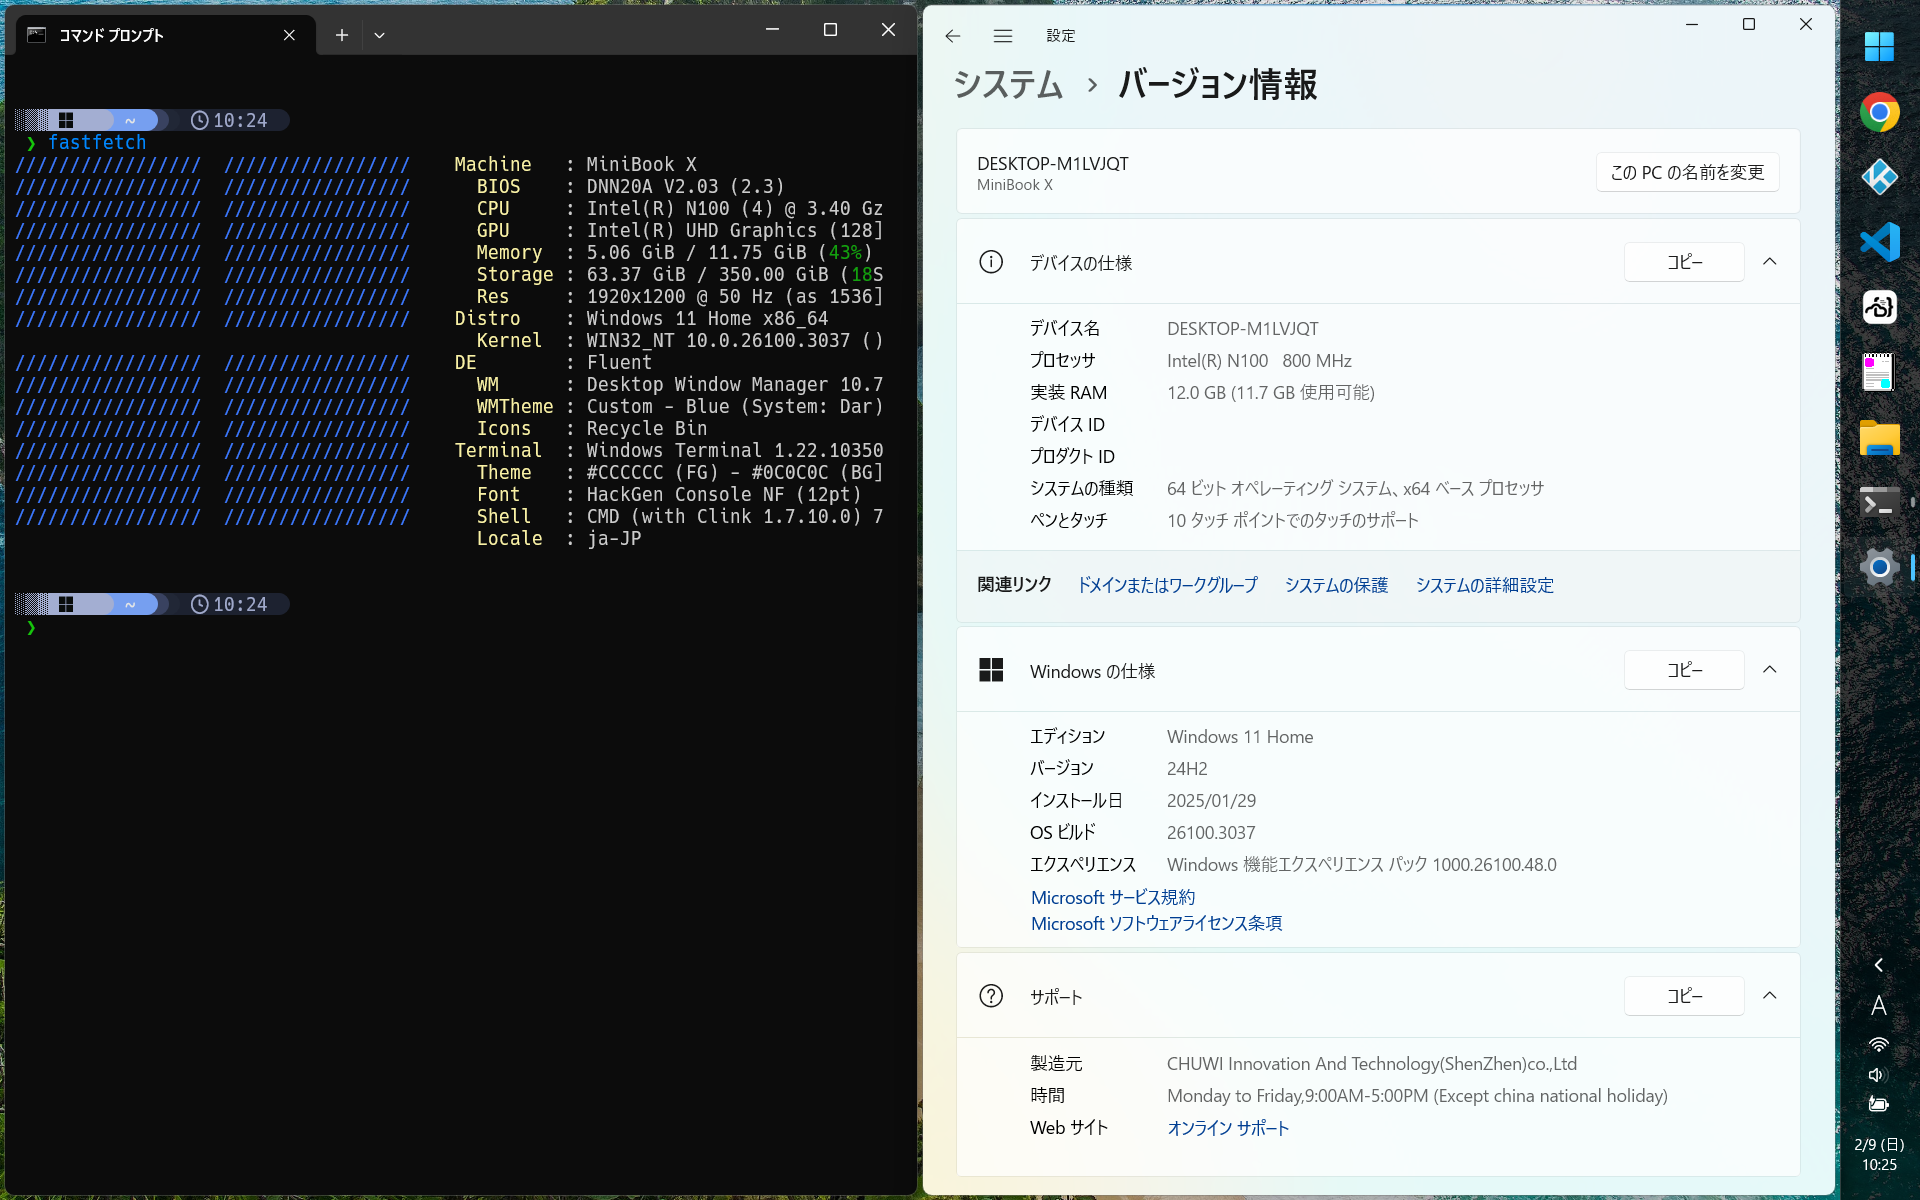 コマンド プロンプト
~ 10:24
❯ fastfetch
///////////////// ///////////////// Machine : MiniBook X
///////////////// ///////////////// BIOS : DNN20A V2.03 (2.3)
///////////////// ///////////////// CPU : Intel(R) N100 (4) @ 3.40 Gz
///////////////// ///////////////// GPU : Intel(R) UHD Graphics (128]
///////////////// ///////////////// Memory : 5.06 GiB / 11.75 GiB (43%)
///////////////// ///////////////// Storage : 63.37 GiB / 350.00 GiB (18S
///////////////// ///////////////// Res : 1920x1200 @ 50 Hz (as 1536]
///////////////// ///////////////// Distro : Windows 11 Home x86_64
Kernel : WIN32_NT 10.0.26100.3037 ()
///////////////// ///////////////// DE : Fluent
///////////////// ///////////////// WM : Desktop Window Manager 10.7
///////////////// ///////////////// WMTheme : Custom - Blue (System: Dar)
///////////////// ///////////////// Icons : Recycle Bin
///////////////// ///////////////// Terminal : Windows Terminal 1.22.10350
///////////////// ///////////////// Theme : #CCCCCC (FG) - #0C0C0C (BG]
///////////////// ///////////////// Font : HackGen Console NF (12pt)
///////////////// ///////////////// Shell : CMD (with Clink 1.7.10.0) 7
Locale : ja-JP
~ 10:24
❯
設定
システム › バージョン情報
DESKTOP-M1LVJQT
MiniBook X
この PC の名前を変更
デバイスの仕様
コピー
デバイス名 DESKTOP-M1LVJQT
プロセッサ Intel(R) N100 800 MHz
実装 RAM 12.0 GB (11.7 GB 使用可能)
デバイス ID
プロダクト ID
システムの種類 64 ビット オペレーティング システム、x64 ベース プロセッサ
ペンとタッチ 10 タッチ ポイントでのタッチのサポート
関連リンク ドメインまたはワークグループ システムの保護 システムの詳細設定
Windows の仕様
コピー
エディション Windows 11 Home
バージョン 24H2
インストール日 2025/01/29
OS ビルド 26100.3037
エクスペリエンス Windows 機能エクスペリエンス パック 1000.26100.48.0
Microsoft サービス規約
Microsoft ソフトウェアライセンス条項
サポート
コピー
製造元 CHUWI Innovation And Technology(ShenZhen)co.,Ltd
時間 Monday to Friday,9:00AM-5:00PM (Except china national holiday)
Web サイト オンライン サポート
A
2/9 (日)
10:25